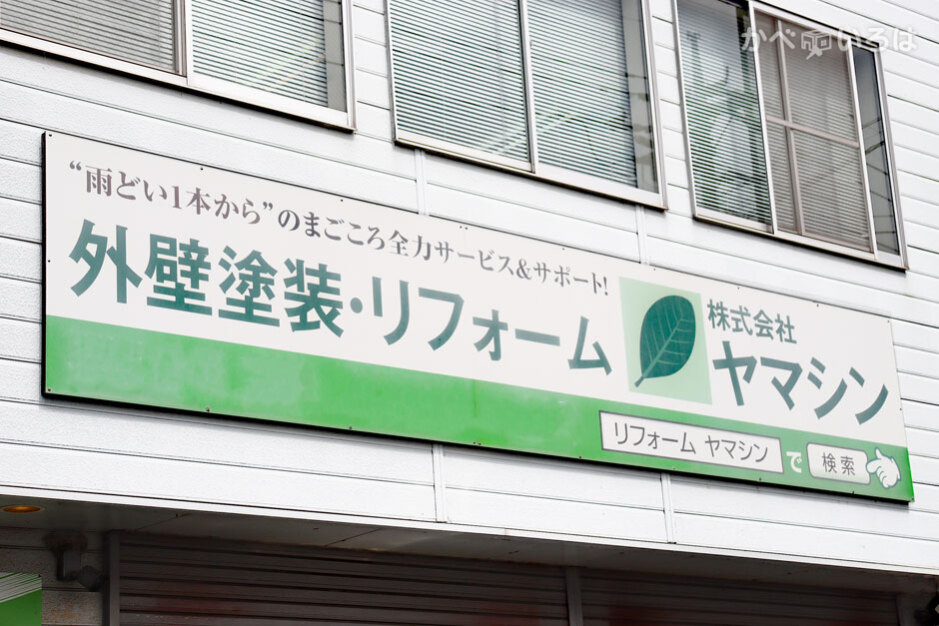 かべいろは
“雨どい1本から”のまごころ全力サービス&サポート!
外壁塗装・リフォーム
株式会社
ヤマシン
リフォーム ヤマシン で 検索